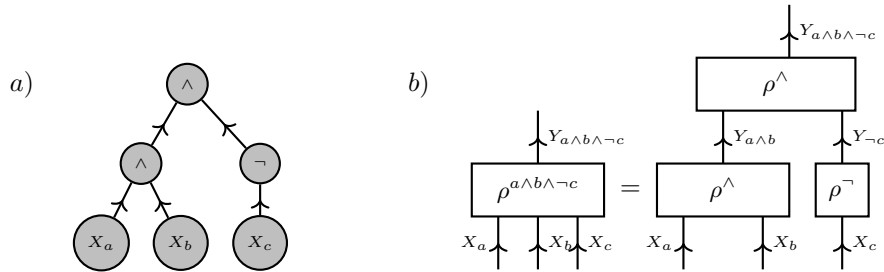 a)
∧
∧ ¬
X_a X_b X_c
b)
Y_{a∧b∧¬c}
ρ^{a∧b∧¬c}
X_a X_b X_c
=
Y_{a∧b∧¬c}
ρ^∧
Y_{a∧b} Y_{¬c}
ρ^∧ ρ^¬
X_a X_b X_c